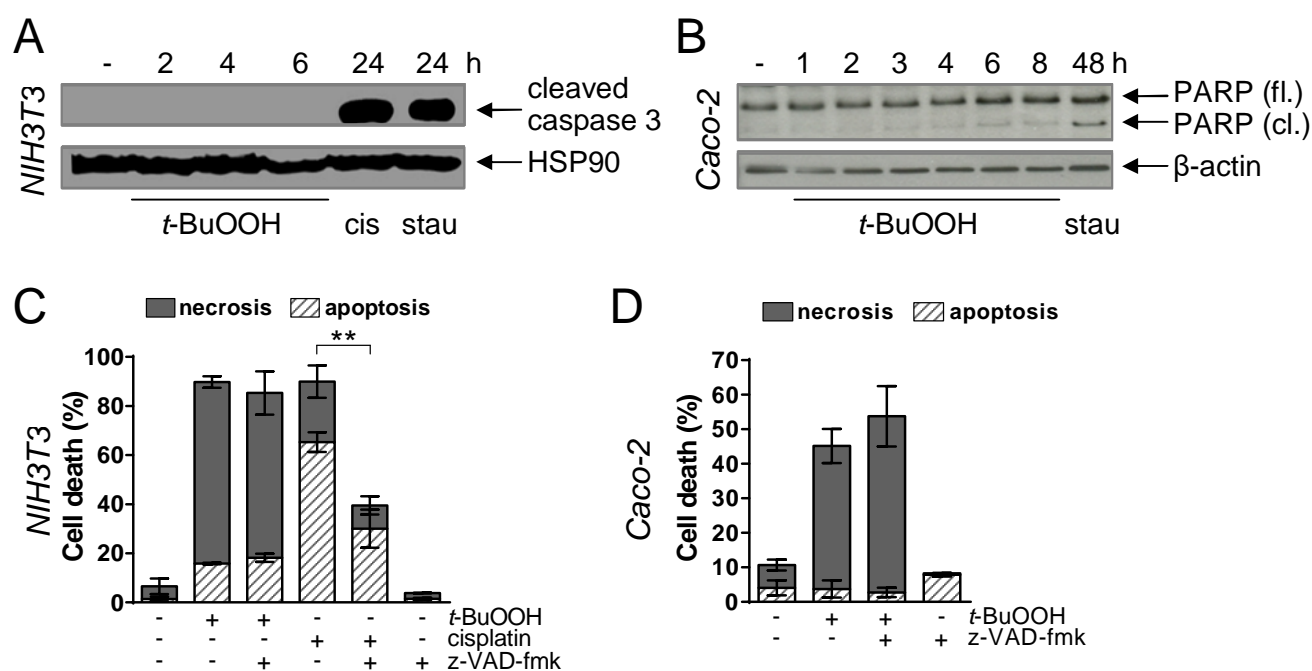 A
- 2 4 6 24 24 h
NIH3T3
cleaved
caspase 3
HSP90
t-BuOOH cis stau
B
- 1 2 3 4 6 8 48 h
Caco-2
PARP (fl.)
PARP (cl.)
β-actin
t-BuOOH stau
C
necrosis apoptosis
**
NIH3T3
Cell death (%)
100
80
60
40
20
0
- + + - - - t-BuOOH
- - - + + - cisplatin
- - + - + + z-VAD-fmk
D
necrosis apoptosis
Caco-2
Cell death (%)
70
60
50
40
30
20
10
0
- + + - t-BuOOH
- - + + z-VAD-fmk